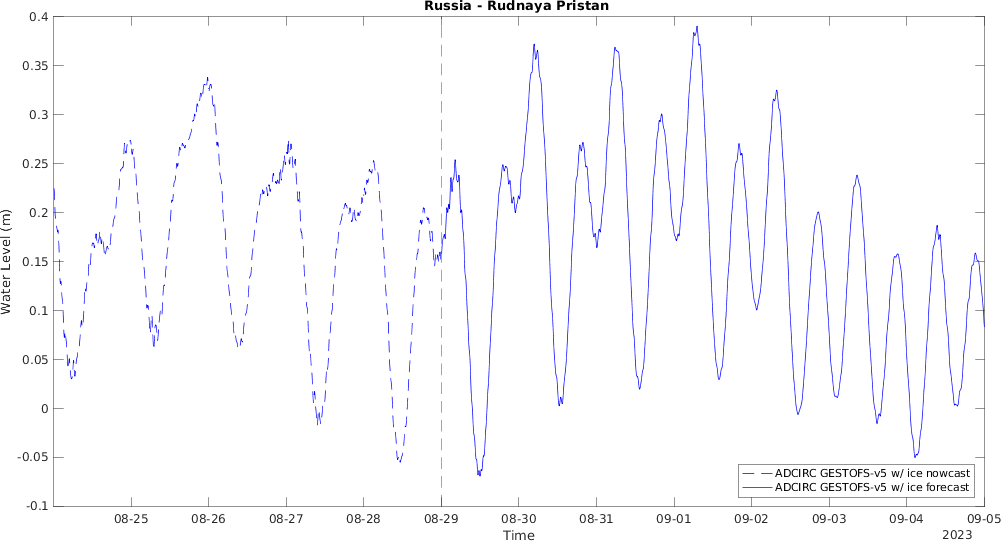 Russia - Rudnaya Pristan
0.4
0.35
0.3
0.25
0.2
0.15
0.1
0.05
0
-0.05
-0.1
Water Level (m)
ADCIRC GESTOFS-v5 w/ ice nowcast
ADCIRC GESTOFS-v5 w/ ice forecast
08-25 08-26 08-27 08-28 08-29 08-30 08-31 09-01 09-02 09-03 09-04 09-05
Time
2023